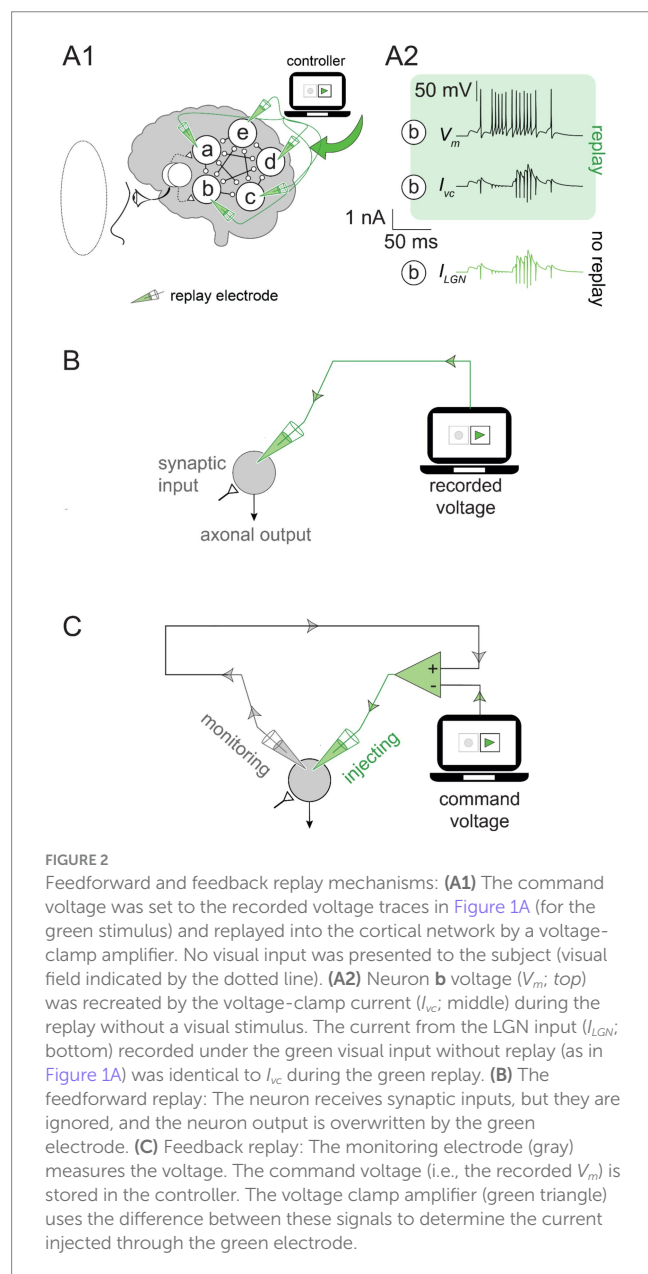 A1
controller
e
a
d
b
c
replay electrode
A2
50 mV
b
Vm
b
Ivc
replay
1 nA
50 ms
b
ILGN
no replay
B
synaptic
input
axonal output
recorded
voltage
C
+
-
monitoring
injecting
command
voltage
FIGURE 2
Feedforward and feedback replay mechanisms: (A1) The command
voltage was set to the recorded voltage traces in Figure 1A (for the
green stimulus) and replayed into the cortical network by a voltage-
clamp amplifier. No visual input was presented to the subject (visual
field indicated by the dotted line). (A2) Neuron b voltage (Vm; top)
was recreated by the voltage-clamp current (Ivc; middle) during the
replay without a visual stimulus. The current from the LGN input (ILGN;
bottom) recorded under the green visual input without replay (as in
Figure 1A) was identical to Ivc during the green replay. (B) The
feedforward replay: The neuron receives synaptic inputs, but they are
ignored, and the neuron output is overwritten by the green
electrode. (C) Feedback replay: The monitoring electrode (gray)
measures the voltage. The command voltage (i.e., the recorded Vm) is
stored in the controller. The voltage clamp amplifier (green triangle)
uses the difference between these signals to determine the current
injected through the green electrode.